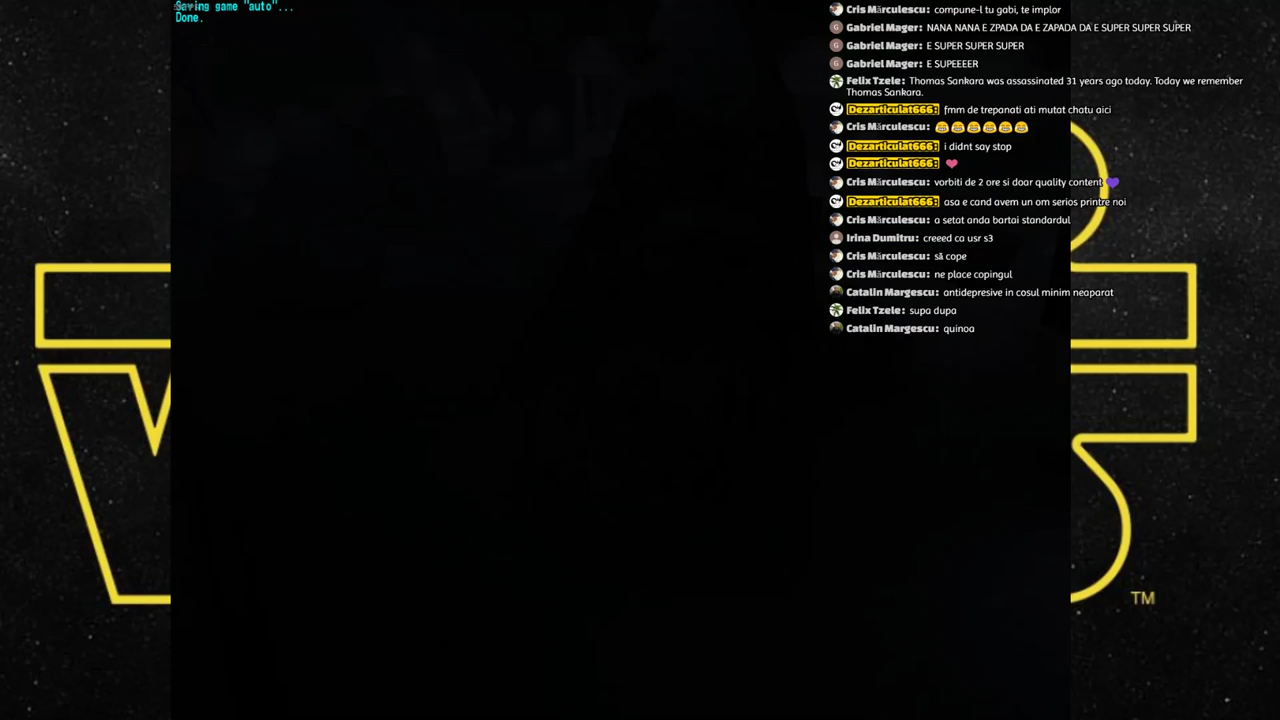 Saving game "auto"...
Done.
Cris Mărculescu: compune-l tu gabi, te implor
Gabriel Mager: NANA NANA E ZPADA DA E ZAPADA DA E SUPER SUPER SUPER
Gabriel Mager: E SUPER SUPER SUPER
Gabriel Mager: E SUPEEEER
Felix Tzele: Thomas Sankara was assassinated 31 years ago today. Today we remember
Thomas Sankara.
Dezarticulat666: fmm de trepanati ati mutat chatu aici
Cris Mărculescu: 😂😂😂😂😂😂
Dezarticulat666: i didnt say stop
Dezarticulat666: ❤
Cris Mărculescu: vorbiti de 2 ore si doar quality content 💜
Dezarticulat666: asa e cand avem un om serios printre noi
Cris Mărculescu: a setat anda bartai standardul
Irina Dumitru: creeed ca usr s3
Cris Mărculescu: să cope
Cris Mărculescu: ne place copingul
Catalin Margescu: antidepresive in cosul minim neaparat
Felix Tzele: supa dupa
Catalin Margescu: quinoa
TM